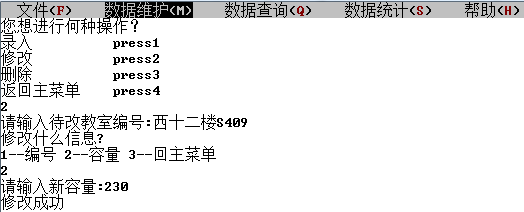 文件(F) 数据维护(M) 数据查询(Q) 数据统计(S) 帮助(H)
您想进行何种操作？
录入 press1
修改 press2
删除 press3
返回主菜单 press4
2
请输入待改教室编号:西十二楼S409
修改什么信息?
1--编号 2--容量 3--回主菜单
2
请输入新容量:230
修改成功